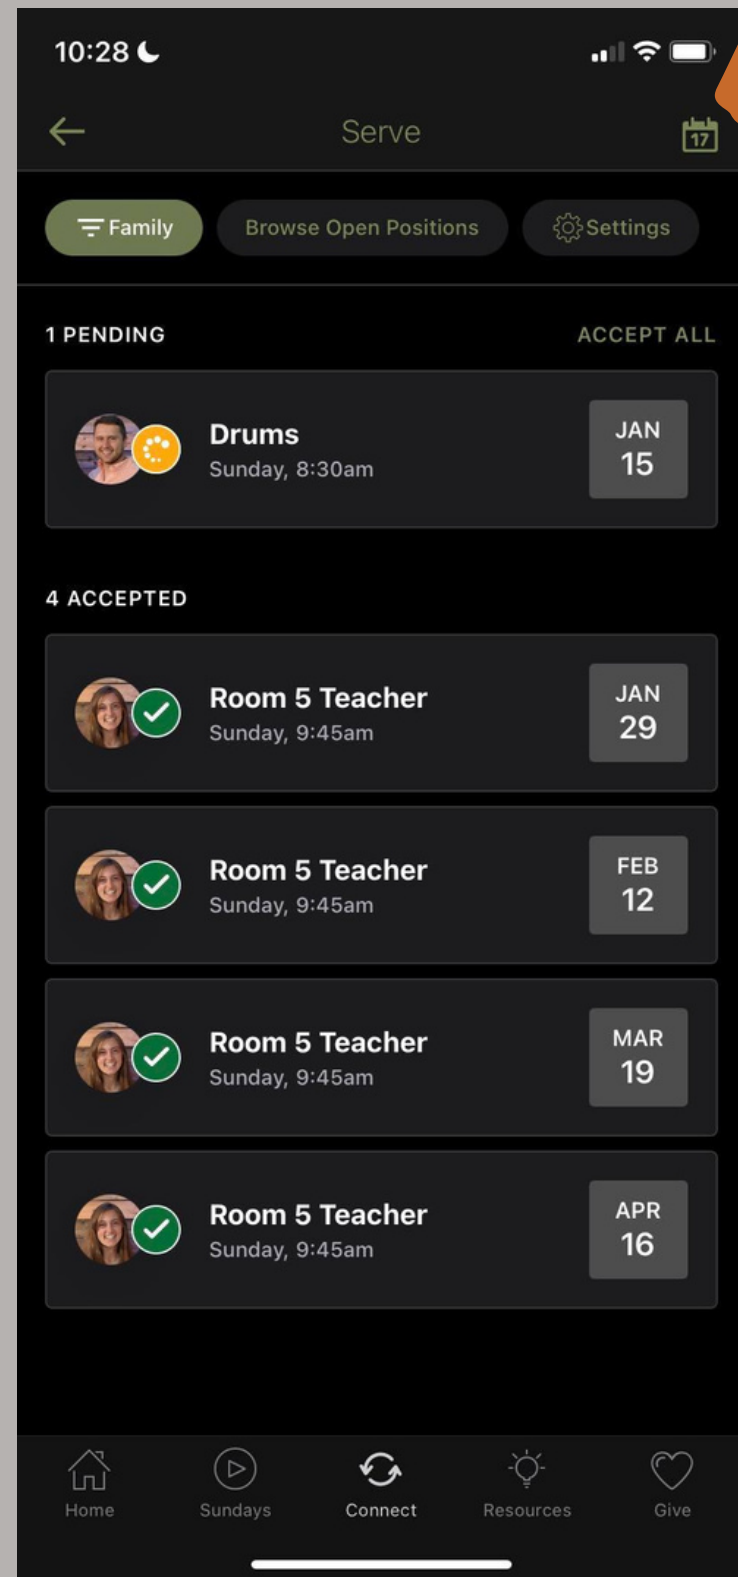 10:28
Serve
17
Family Browse Open Positions Settings
1 PENDING ACCEPT ALL
Drums
Sunday, 8:30am
JAN
15
4 ACCEPTED
Room 5 Teacher
Sunday, 9:45am
JAN
29
Room 5 Teacher
Sunday, 9:45am
FEB
12
Room 5 Teacher
Sunday, 9:45am
MAR
19
Room 5 Teacher
Sunday, 9:45am
APR
16
Home Sundays Connect Resources Give